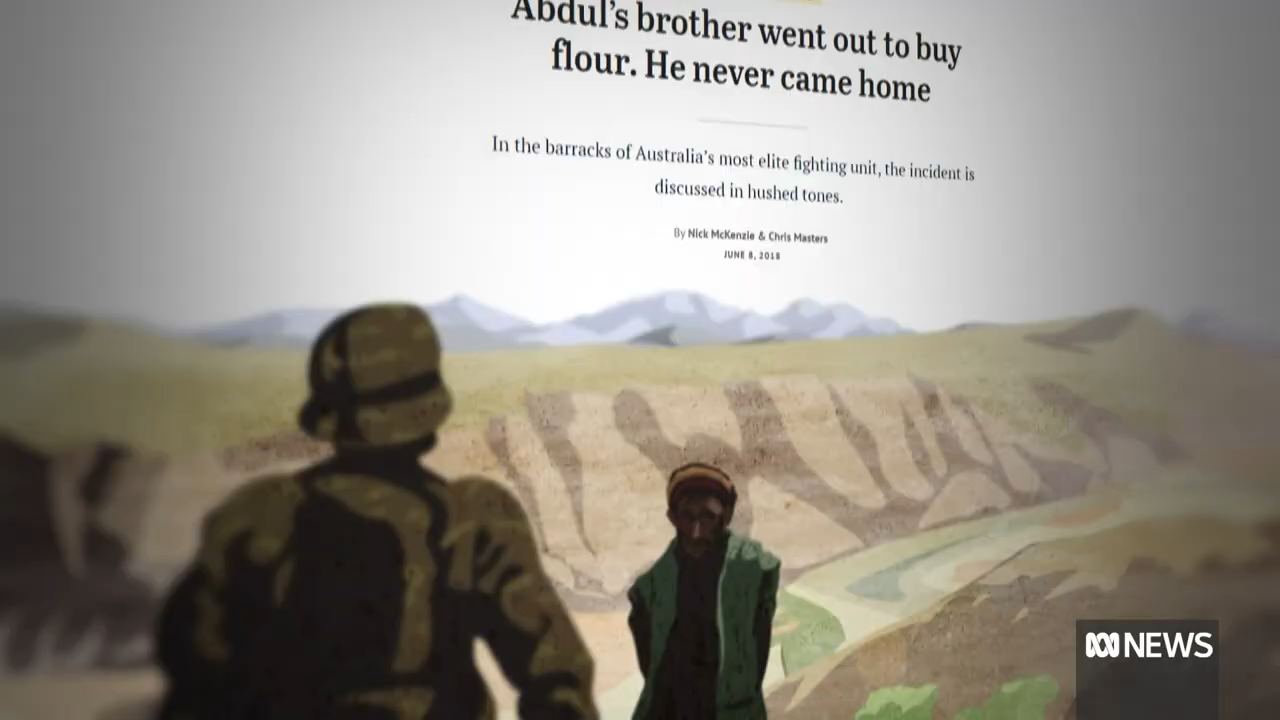 Abdul's brother went out to buy
flour. He never came home
In the barracks of Australia's most elite fighting unit, the incident is
discussed in hushed tones.
By Nick McKenzie & Chris Masters
JUNE 8, 2018
NEWS